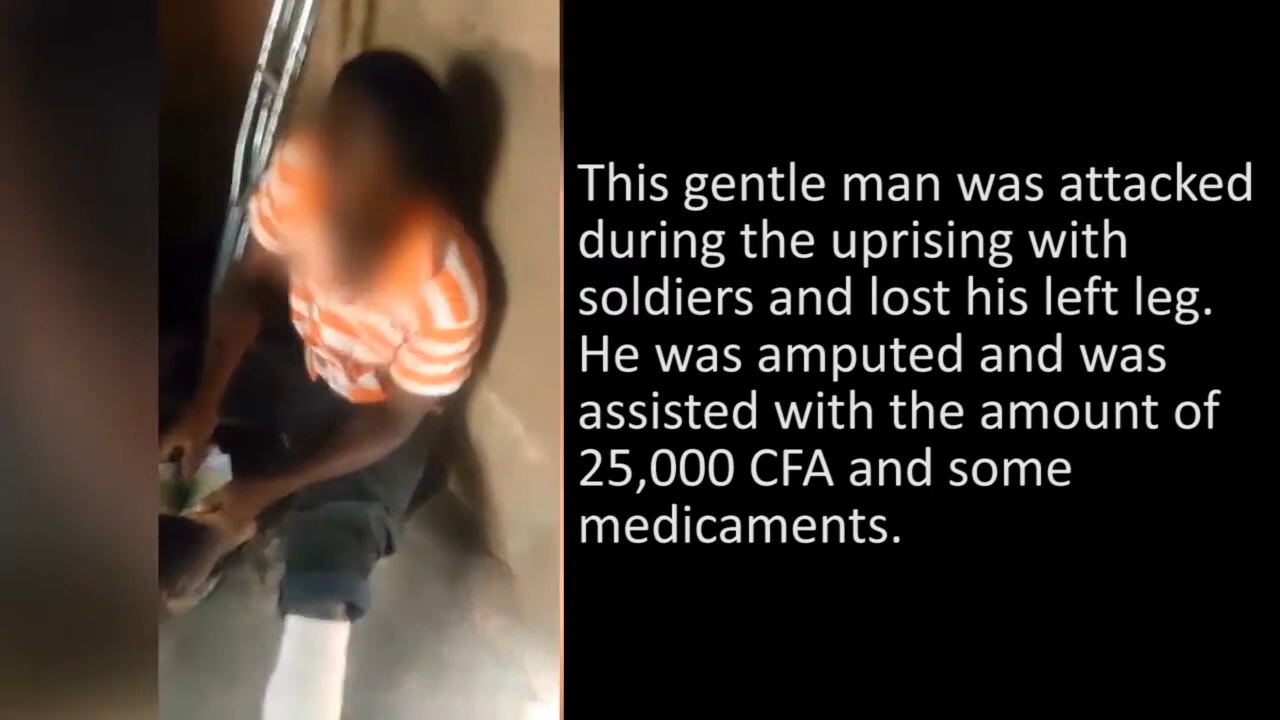 This gentle man was attacked
during the uprising with
soldiers and lost his left leg.
He was amputed and was
assisted with the amount of
25,000 CFA and some
medicaments.